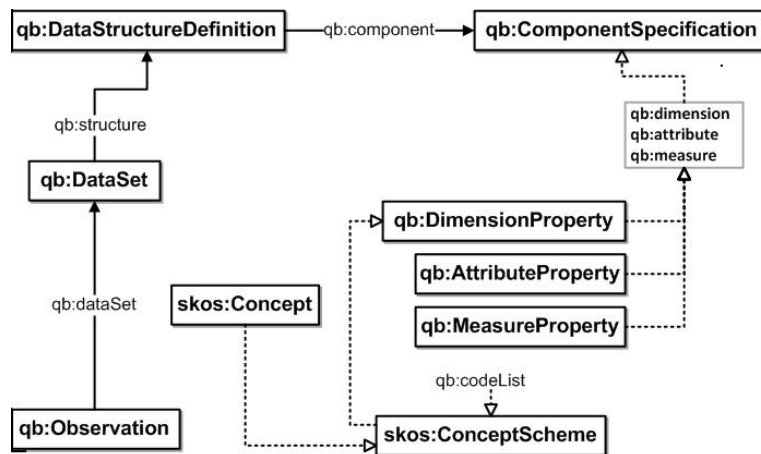 qb:DataStructureDefinition
qb:component
qb:ComponentSpecification
qb:structure
qb:dimension
qb:attribute
qb:measure
qb:DataSet
qb:DimensionProperty
qb:AttributeProperty
qb:dataSet
skos:Concept
qb:MeasureProperty
qb:codeList
qb:Observation
skos:ConceptScheme